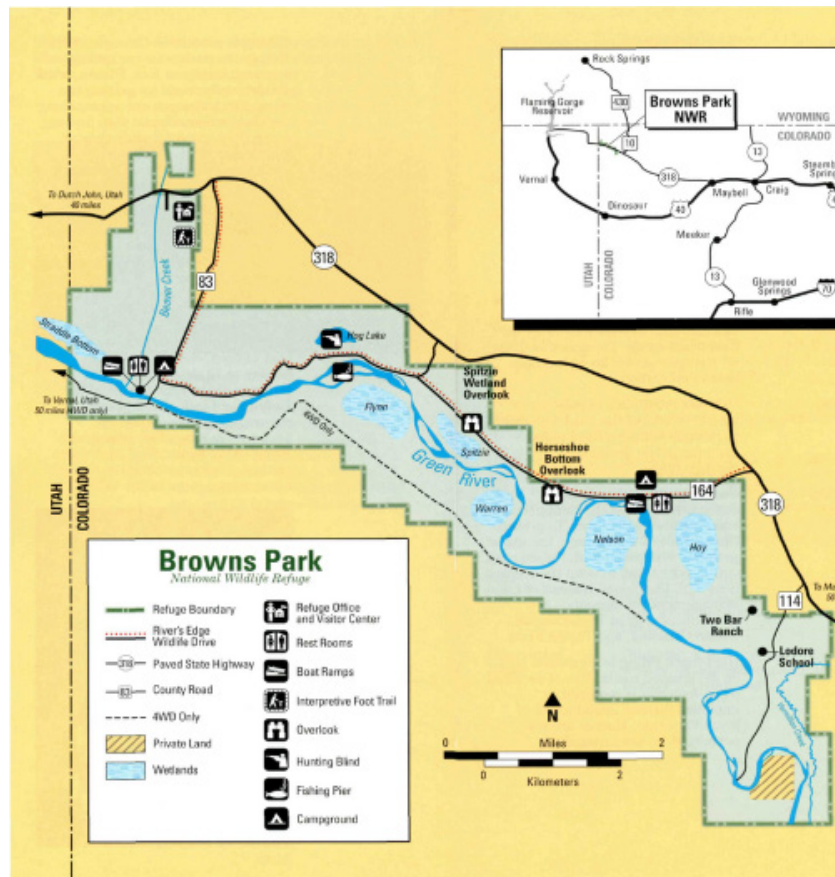 Rock Springs
Flaming Gorge
Reservoir
430
Browns Park
NWR
WYOMING
COLORADO
10
13
318
Vernal
Maybell
Craig
Dinosaur
40
Meeker
UTAH
COLORADO
13
Glenwood
Springs
70
Rifle
To Dutch John, Utah
40 miles
318
83
Beaver Creek
Straddle Bottom
Hog Lake
To Vernal, Utah
50 miles (4WD only)
4WD Only
Flynn
Spitzie
Wetland
Overlook
Spitzie
Green River
Horseshoe
Bottom
Overlook
Warren
164
318
Nelson
Hoy
UTAH
COLORADO
114
Two Bar
Ranch
Lodore
School
Browns Park
National Wildlife Refuge
Refuge Boundary
River's Edge
Wildlife Drive
318
Paved State Highway
83
County Road
4WD Only
Private Land
Wetlands
Refuge Office
and Visitor Center
Rest Rooms
Boat Ramps
Interpretive Foot Trail
Overlook
Hunting Blind
Fishing Pier
Campground
N
0 Miles 2
0 2
Kilometers